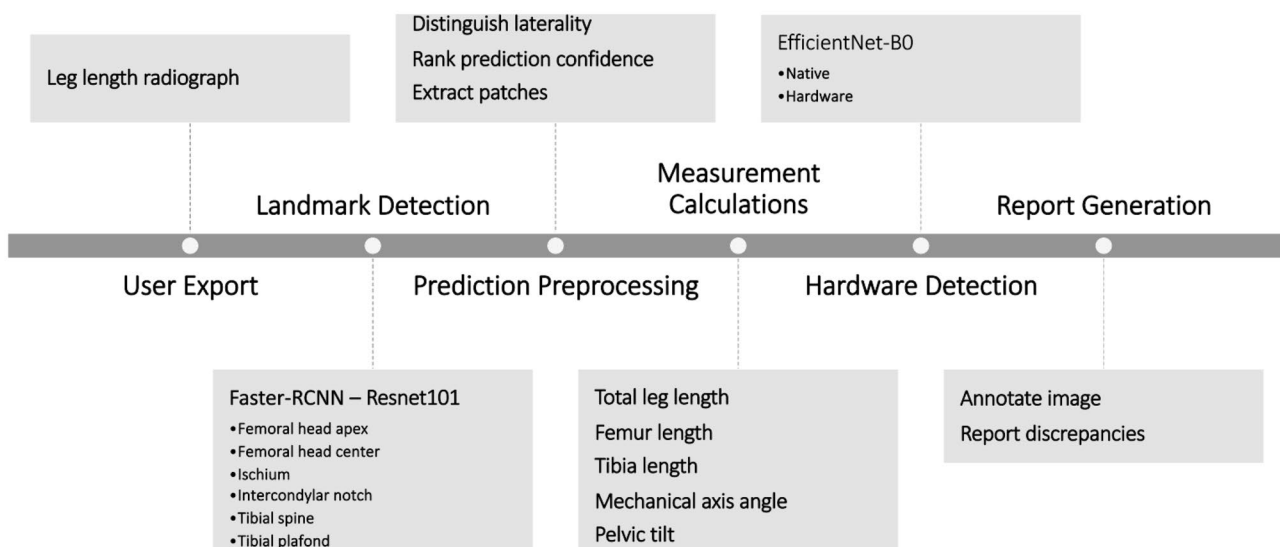 Leg length radiograph
Distinguish laterality
Rank prediction confidence
Extract patches
EfficientNet-B0
•Native
•Hardware
Landmark Detection
Measurement
Calculations
Report Generation
User Export
Prediction Preprocessing
Hardware Detection
Faster-RCNN – Resnet101
•Femoral head apex
•Femoral head center
•Ischium
•Intercondylar notch
•Tibial spine
•Tibial plafond
Total leg length
Femur length
Tibia length
Mechanical axis angle
Pelvic tilt
Annotate image
Report discrepancies